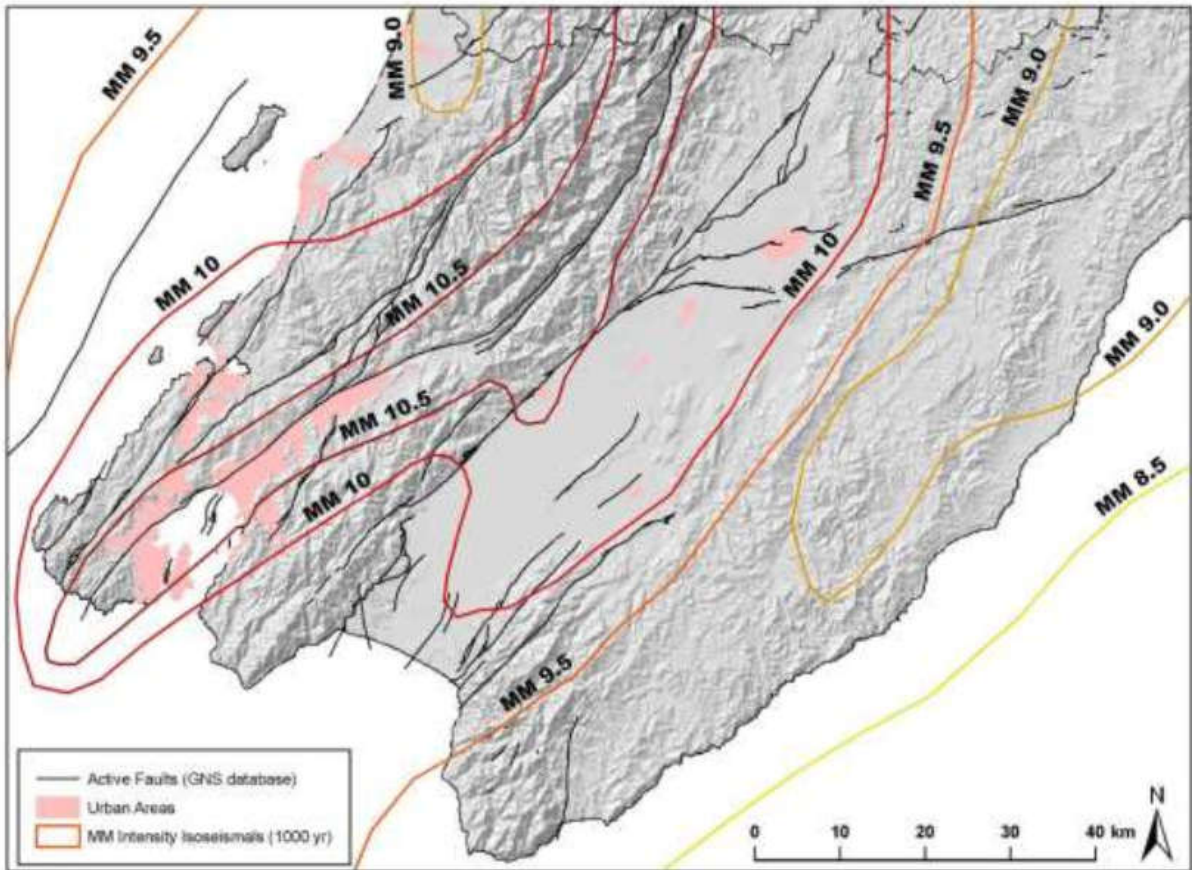 MM 9.5
MM 9.0
MM 9.0
MM 9.5
MM 10
MM 10.5
MM 10
MM 9.0
MM 10.5
MM 10
MM 8.5
MM 9.5
Active Faults (GNS database)
Urban Areas
MM Intensity Isoseismals (1000 yr)
N
0 10 20 30 40 km